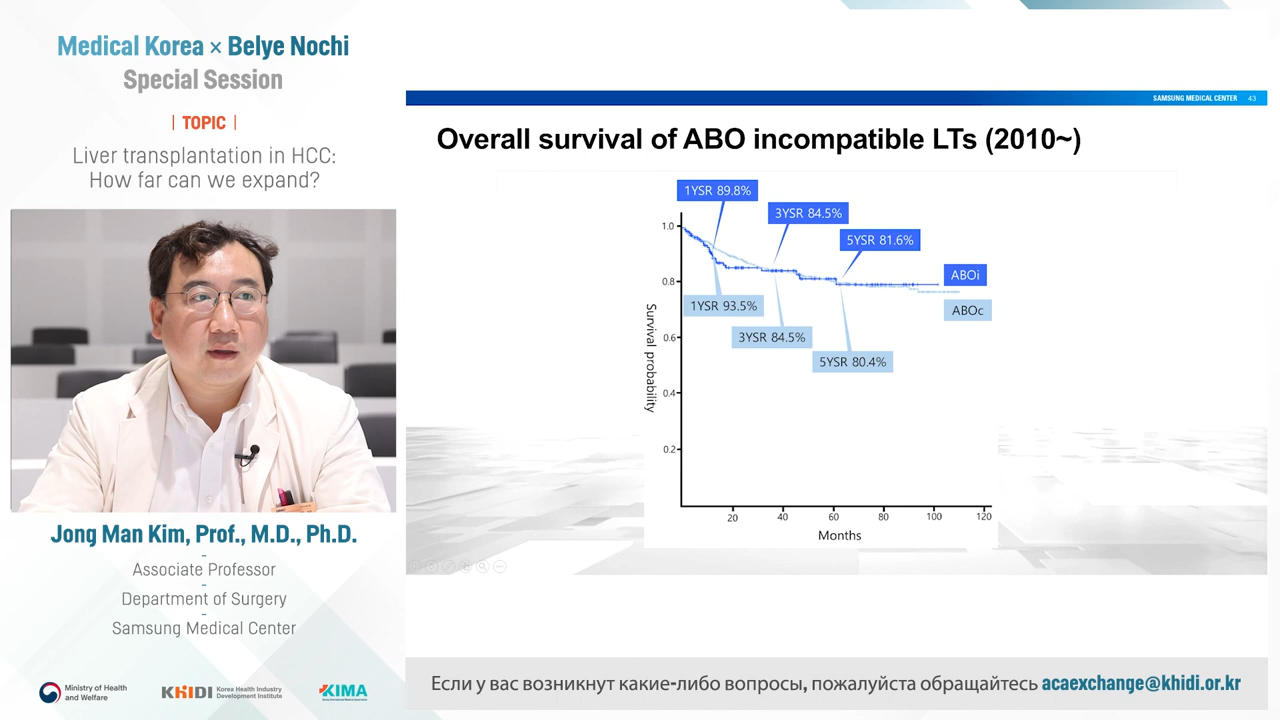 Medical Korea × Belye Nochi
Special Session
| TOPIC |
Liver transplantation in HCC:
How far can we expand?
Jong Man Kim, Prof., M.D., Ph.D.
-
Associate Professor
-
Department of Surgery
-
Samsung Medical Center
Ministry of Health
and Welfare
KHIDI
Korea Health Industry
Development Institute
KIMA
SAMSUNG MEDICAL CENTER 43
Overall survival of ABO incompatible LTs (2010~)
1YSR 89.8%
3YSR 84.5%
5YSR 81.6%
ABOi
ABOc
1YSR 93.5%
3YSR 84.5%
5YSR 80.4%
Survival probability
1.0
0.8
0.6
0.4
0.2
20 40 60 80 100 120
Months
Если у вас возникнут какие-либо вопросы, пожалуйста обращайтесь acaexchange@khidi.or.kr